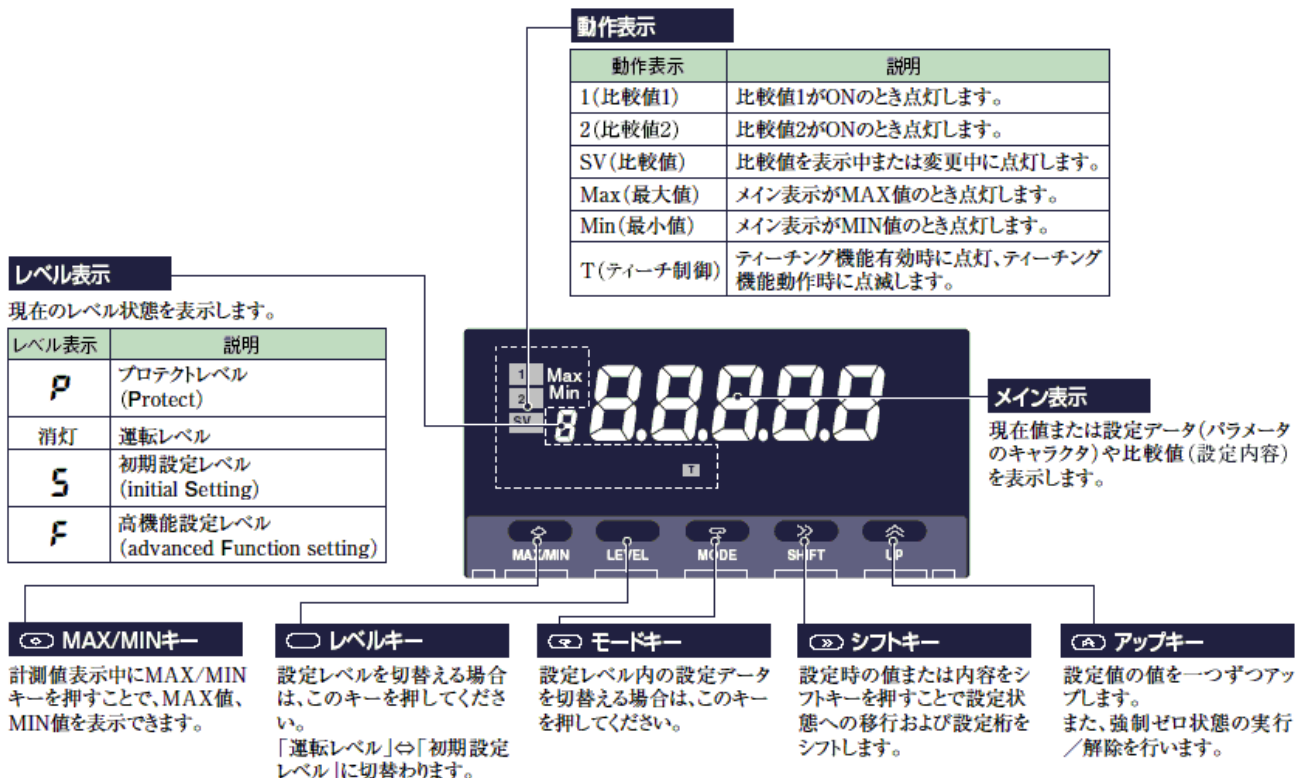 動作表示
動作表示 説明
1(比較値1) 比較値1がONのとき点灯します。
2(比較値2) 比較値2がONのとき点灯します。
SV(比較値) 比較値を表示中または変更中に点灯します。
Max(最大値) メイン表示がMAX値のとき点灯します。
Min(最小値) メイン表示がMIN値のとき点灯します。
T(ティーチ制御) ティーチング機能有効時に点灯、ティーチング
機能動作時に点滅します。
レベル表示
現在のレベル状態を表示します。
レベル表示 説明
P プロテクトレベル
(Protect)
消灯 運転レベル
S 初期設定レベル
(initial Setting)
F 高機能設定レベル
(advanced Function setting)
1 Max
2 Min
SV 8 8.8.8.8.8
T
MAX/MIN LEVEL MODE SHIFT UP
メイン表示
現在値または設定データ(パラメータ
のキャラクタ)や比較値(設定内容)
を表示します。
MAX/MINキー
計測値表示中にMAX/MIN
キーを押すことで、MAX値、
MIN値を表示できます。
レベルキー
設定レベルを切替える場合
は、このキーを押してくださ
い。
「運転レベル」⇔「初期設定
レベル」に切替わります。
モードキー
設定レベル内の設定データ
を切替える場合は、このキー
を押してください。
シフトキー
設定時の値または内容をシ
フトキーを押すことで設定状
態への移行および設定桁を
シフトします。
アップキー
設定値の値を一つずつアッ
プします。
また、強制ゼロ状態の実行
/解除を行います。